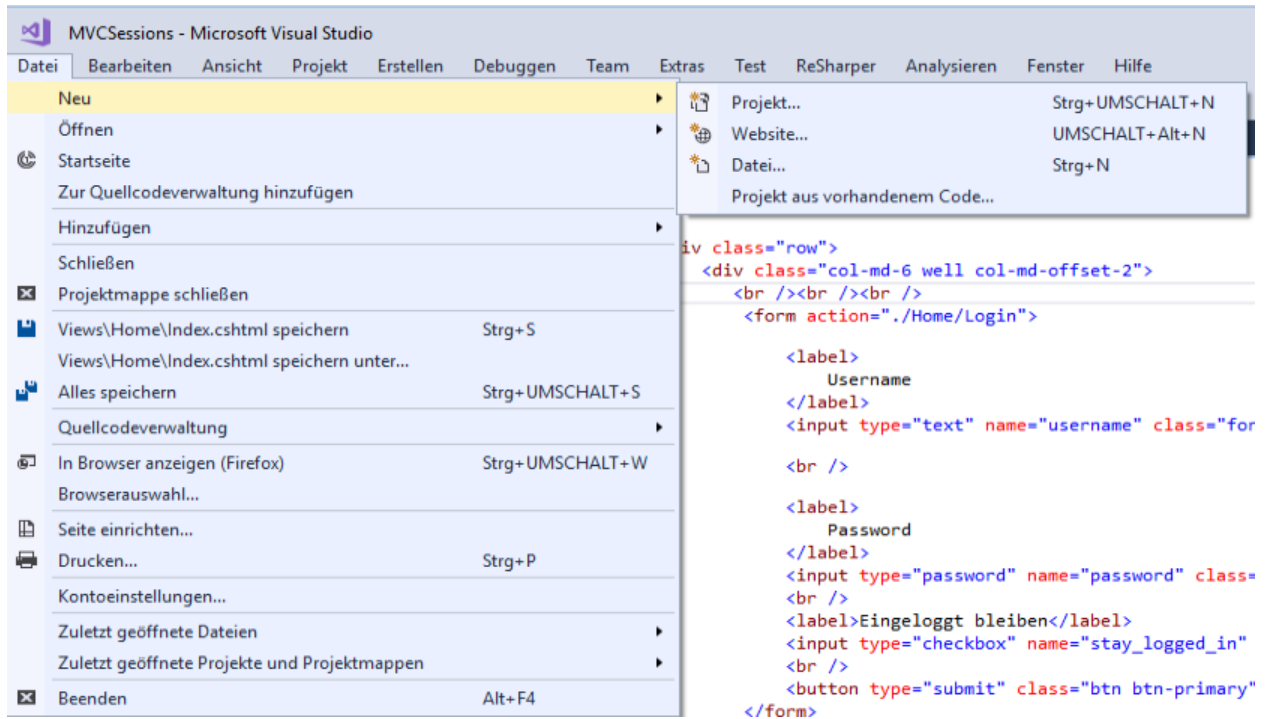 MVCSessions - Microsoft Visual Studio
Datei Bearbeiten Ansicht Projekt Erstellen Debuggen Team Extras Test ReSharper Analysieren Fenster Hilfe
Neu
Öffnen
Startseite
Zur Quellcodeverwaltung hinzufügen
Hinzufügen
Schließen
Projektmappe schließen
Views\Home\Index.cshtml speichern Strg+S
Views\Home\Index.cshtml speichern unter...
Alles speichern Strg+UMSCHALT+S
Quellcodeverwaltung
In Browser anzeigen (Firefox) Strg+UMSCHALT+W
Browserauswahl...
Seite einrichten...
Drucken... Strg+P
Kontoeinstellungen...
Zuletzt geöffnete Dateien
Zuletzt geöffnete Projekte und Projektmappen
Beenden Alt+F4
Projekt... Strg+UMSCHALT+N
Website... UMSCHALT+Alt+N
Datei... Strg+N
Projekt aus vorhandenem Code...
iv class="row">
<div class="col-md-6 well col-md-offset-2">
<br /><br /><br />
<form action="./Home/Login">
<label>
Username
</label>
<input type="text" name="username" class="for
<br />
<label>
Password
</label>
<input type="password" name="password" class=
<br />
<label>Eingeloggt bleiben</label>
<input type="checkbox" name="stay_logged_in"
<br />
<button type="submit" class="btn btn-primary"
</form>